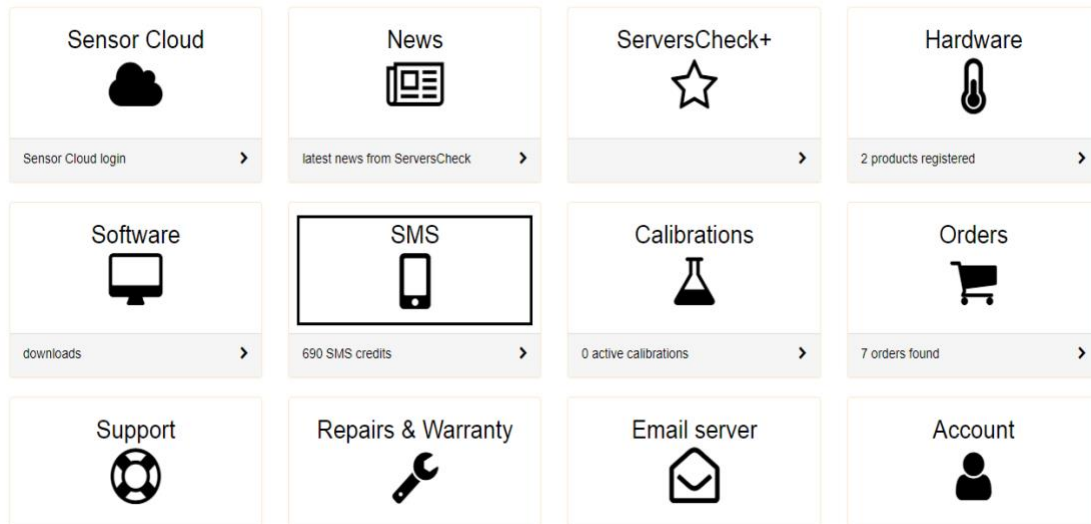 Sensor Cloud
News
ServersCheck+
Hardware
Sensor Cloud login
latest news from ServersCheck
2 products registered
Software
SMS
Calibrations
Orders
downloads
690 SMS credits
0 active calibrations
7 orders found
Support
Repairs & Warranty
Email server
Account